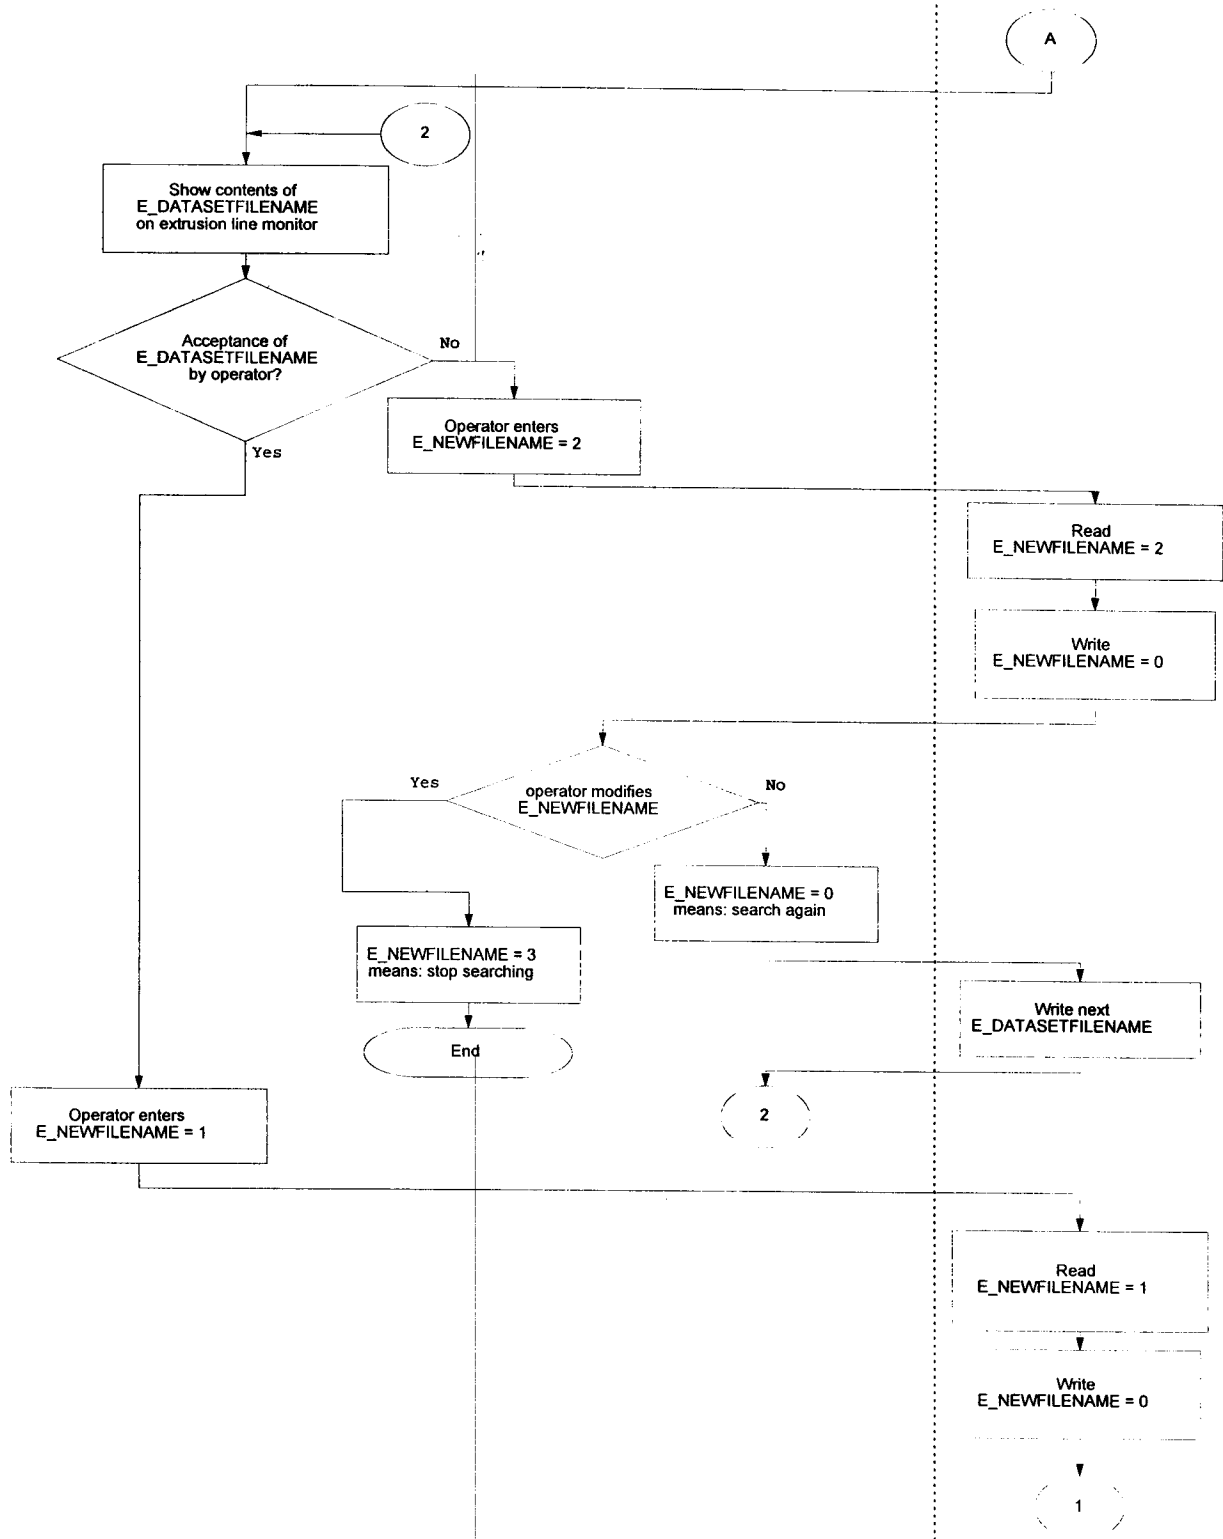 A
2
Show contents of
E_DATASETFILENAME
on extrusion line monitor
Acceptance of
E_DATASETFILENAME
by operator?
No
Yes
Operator enters
E_NEWFILENAME = 2
Read
E_NEWFILENAME = 2
Write
E_NEWFILENAME = 0
Yes
operator modifies
E_NEWFILENAME
No
E_NEWFILENAME = 0
means: search again
E_NEWFILENAME = 3
means: stop searching
Write next
E_DATASETFILENAME
End
2
Operator enters
E_NEWFILENAME = 1
Read
E_NEWFILENAME = 1
Write
E_NEWFILENAME = 0
1